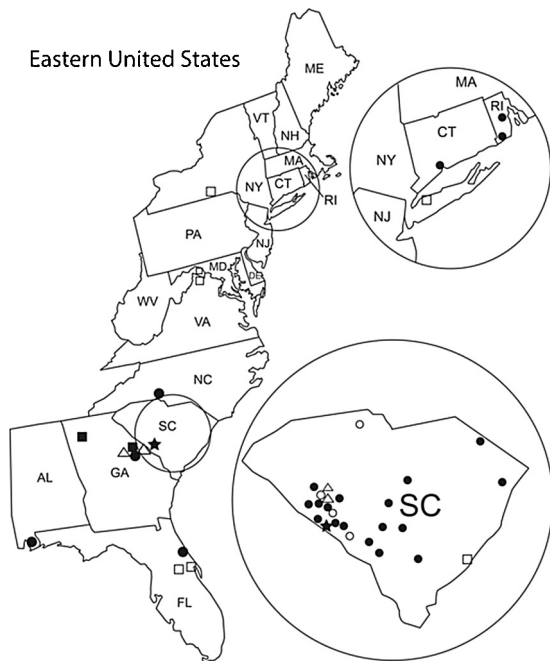 Eastern United States
ME
VT
NH
MA
NY
CT
RI
PA
NJ
MD
DE
WV
VA
NC
SC
AL
GA
FL
MA
RI
CT
NY
NJ
SC